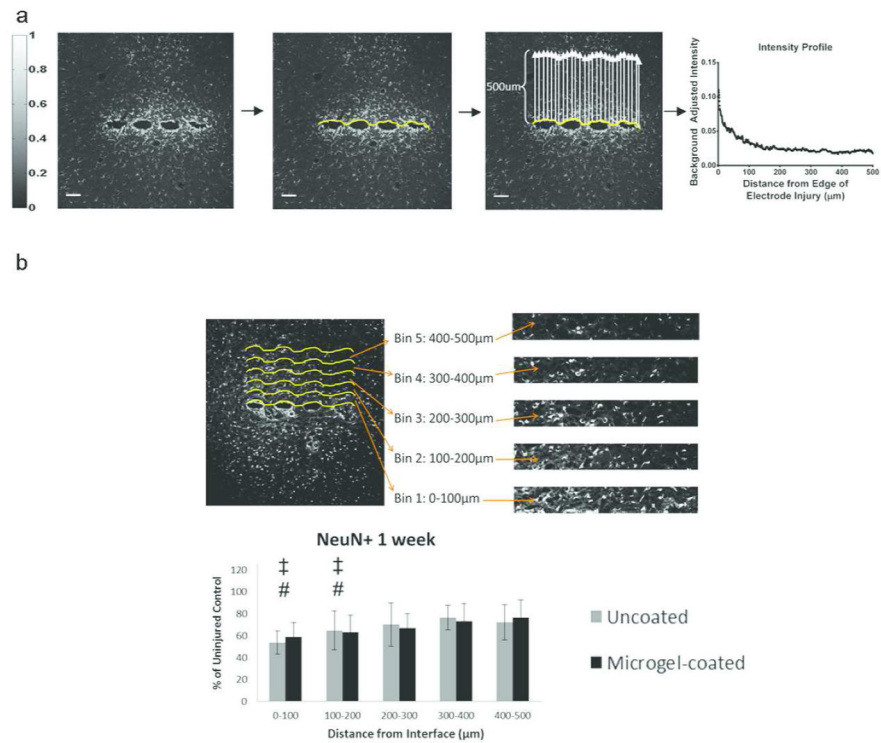 a
1
0.8
0.6
0.4
0.2
0
500um
Intensity Profile
Background Adjusted Intensity
0.15
0.10
0.05
0.00
0 100 200 300 400 500
Distance from Edge of
Electrode Injury (µm)
b
Bin 5: 400-500µm
Bin 4: 300-400µm
Bin 3: 200-300µm
Bin 2: 100-200µm
Bin 1: 0-100µm
NeuN+ 1 week
% of Uninjured Control
120
100
80
60
40
20
0
‡ ‡
# #
0-100 100-200 200-300 300-400 400-500
Distance from Interface (µm)
Uncoated
Microgel-coated